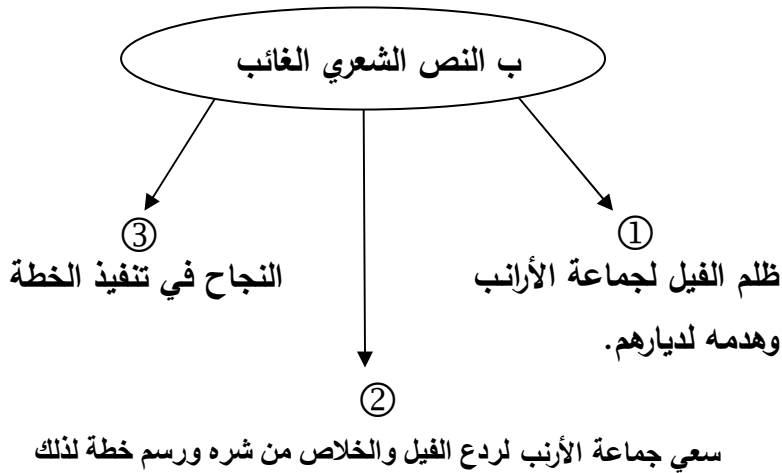 ب النص الشعري الغائب
①
ظلم الفيل لجماعة الأرانب
وهدمه لديارهم.
②
سعي جماعة الأرنب لردع الفيل والخلاص من شره ورسم خطة لذلك
③
النجاح في تنفيذ الخطة